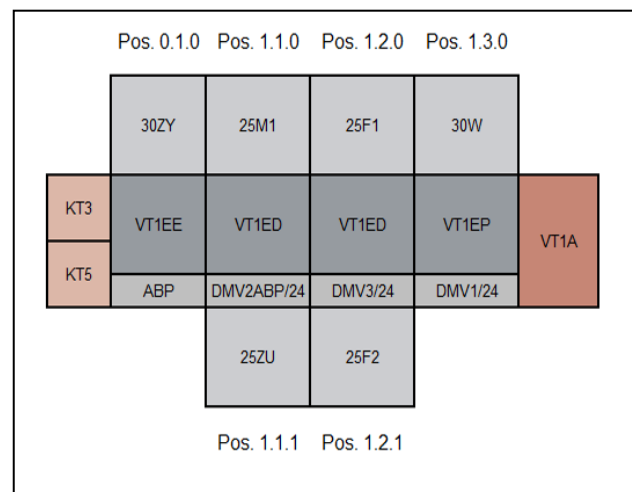 Pos. 0.1.0 Pos. 1.1.0 Pos. 1.2.0 Pos. 1.3.0
30ZY 25M1 25F1 30W
KT3 VT1EE VT1ED VT1ED VT1EP VT1A
KT5 ABP DMV2ABP/24 DMV3/24 DMV1/24
25ZU 25F2
Pos. 1.1.1 Pos. 1.2.1